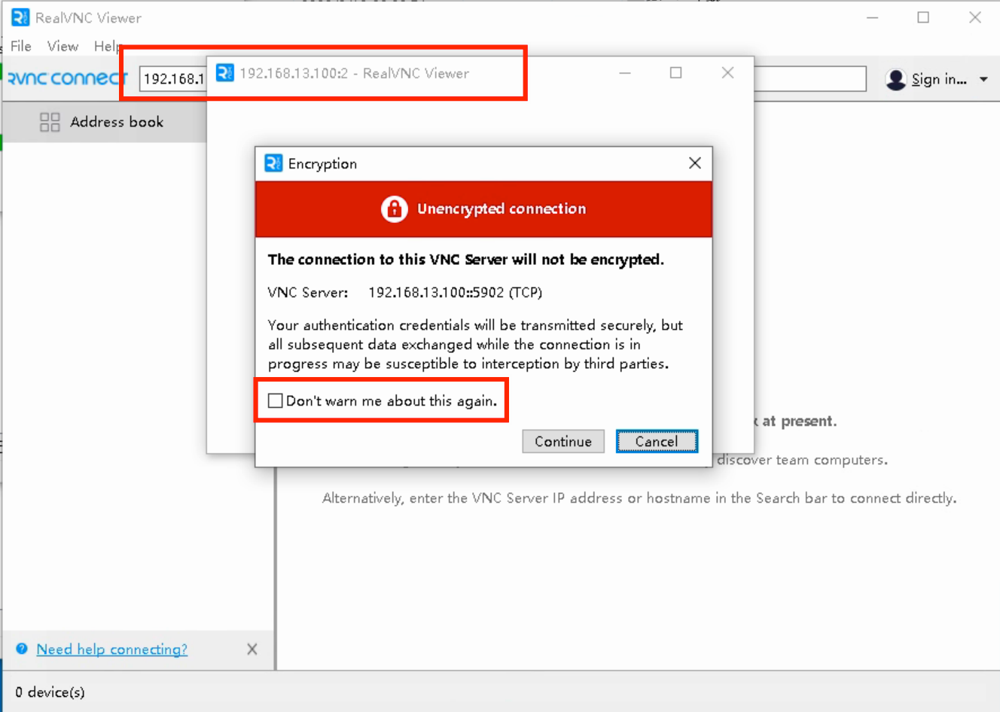 RealVNC Viewer
File View Help
rvnc connect
192.168.1
192.168.13.100:2 - RealVNC Viewer
Sign in...
Address book
Encryption
Unencrypted connection
The connection to this VNC Server will not be encrypted.
VNC Server: 192.168.13.100::5902 (TCP)
Your authentication credentials will be transmitted securely, but
all subsequent data exchanged while the connection is in
progress may be susceptible to interception by third parties.
Don't warn me about this again.
at present.
Continue Cancel
discover team computers.
Alternatively, enter the VNC Server IP address or hostname in the Search bar to connect directly.
Need help connecting?
0 device(s)